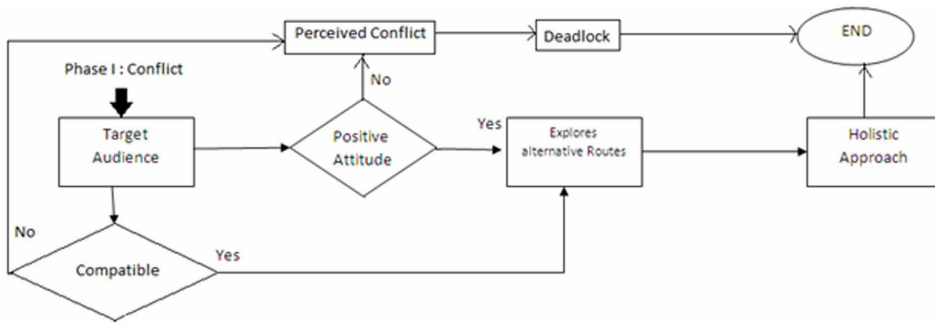 Perceived Conflict
Deadlock
END
Phase I : Conflict
No
Target
Audience
Positive
Attitude
Yes
Explores
alternative Routes
Holistic
Approach
No
Yes
Compatible